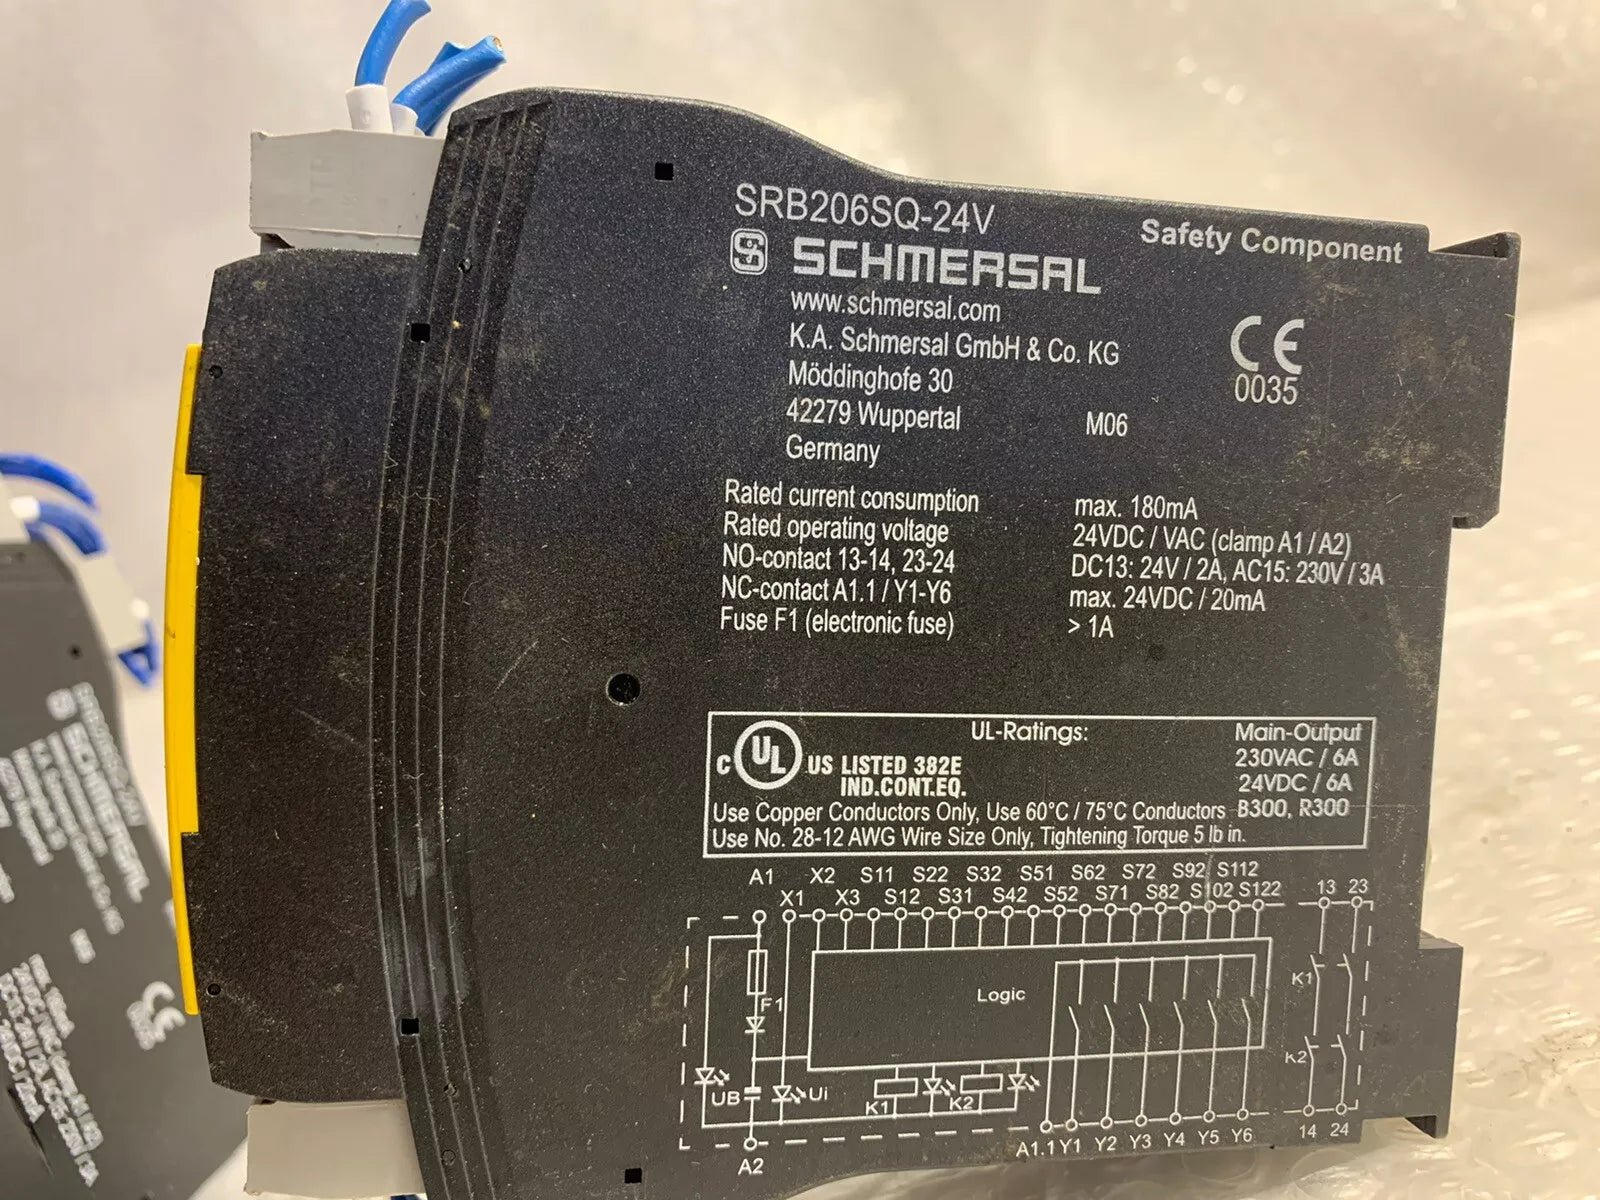 SRB206SQ-24V
Safety Component
S SCHMERSAL
www.schmersal.com
K.A. Schmersal GmbH & Co. KG
Möddinghofe 30
42279 Wuppertal M06
Germany
CE
0035
Rated current consumption max. 180mA
Rated operating voltage 24VDC / VAC (clamp A1 / A2)
NO-contact 13-14, 23-24 DC13: 24V / 2A, AC15: 230V / 3A
NC-contact A1.1 / Y1-Y6 max. 24VDC / 20mA
Fuse F1 (electronic fuse) > 1A
UL-Ratings: Main-Output
C UL US LISTED 382E 230VAC / 6A
IND.CONT.EQ. 24VDC / 6A
Use Copper Conductors Only, Use 60°C / 75°C Conductors B300, R300
Use No. 28-12 AWG Wire Size Only, Tightening Torque 5 lb in.
A1 X2 S11 S22 S32 S51 S62 S72 S92 S112
X1 X3 S12 S31 S42 S52 S71 S82 S102 S122 13 23
F1
Logic
K1
K2
UB Ui K1 K2
A2 A1.1 Y1 Y2 Y3 Y4 Y5 Y6 14 24
SCHMERSAL
CE